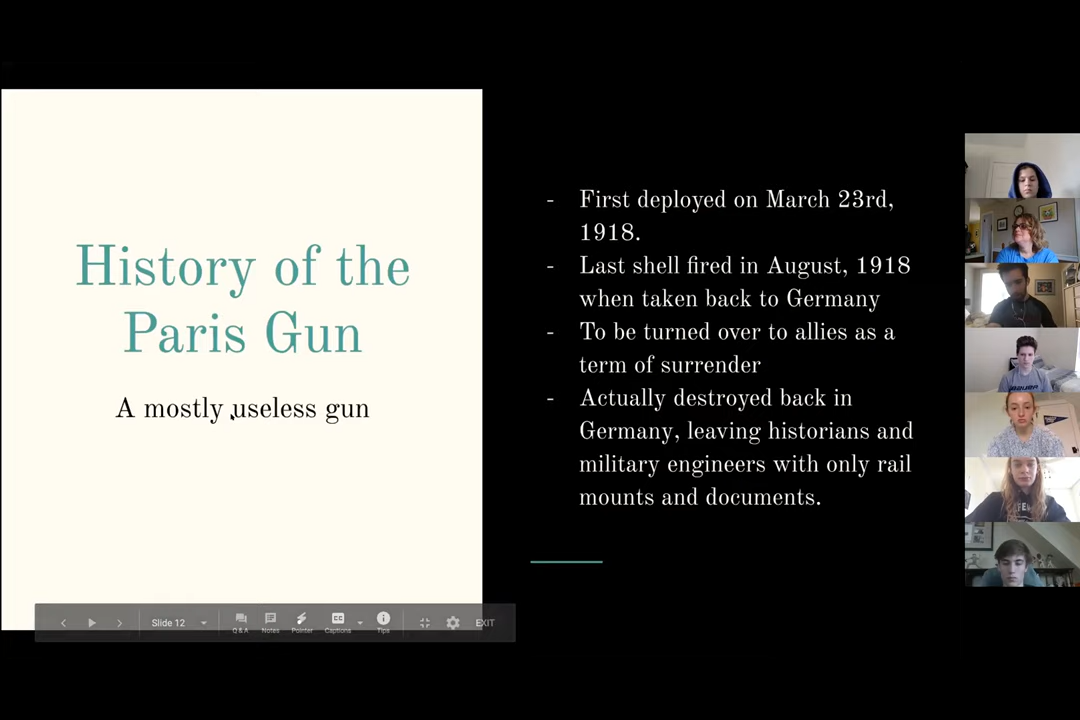 History of the
Paris Gun
A mostly useless gun
- First deployed on March 23rd,
1918.
- Last shell fired in August, 1918
when taken back to Germany
- To be turned over to allies as a
term of surrender
- Actually destroyed back in
Germany, leaving historians and
military engineers with only rail
mounts and documents.
Slide 12
Q & A
Notes
Pointer
Captions
Tips
EXIT
BAUER